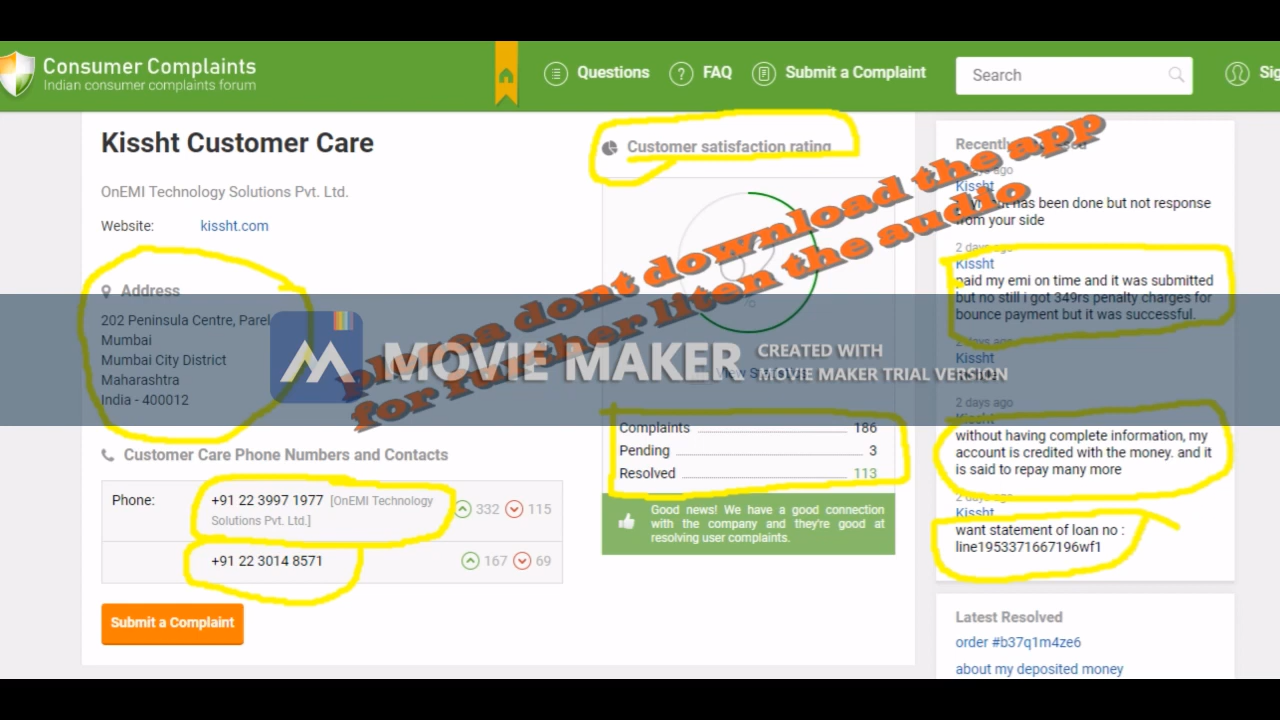 Consumer Complaints
Indian consumer complaints forum
Questions
FAQ
Submit a Complaint
Search
Kissht Customer Care
OnEMI Technology Solutions Pvt. Ltd.
Website: kissht.com
Address
202 Peninsula Centre, Parel
Mumbai
Mumbai City District
Maharashtra
India - 400012
Customer Care Phone Numbers and Contacts
Phone: +91 22 3997 1977 [OnEMI Technology
Solutions Pvt. Ltd.] 332 115
+91 22 3014 8571 167 69
Submit a Complaint
Customer satisfaction rating
dont download the app
for further liten the audio
MOVIE MAKER
CREATED WITH
MOVIE MAKER TRIAL VERSION
Complaints 186
Pending 3
Resolved 113
Good news! We have a good connection
with the company and they're good at
resolving user complaints.
ago
Kissht
has been done but not response
from your side
2 days ago
Kissht
paid my emi on time and it was submitted
but no still i got 349rs penalty charges for
bounce payment but it was successful.
2 days ago
Kissht
2 days ago
Kissht
without having complete information, my
account is credited with the money. and it
is said to repay many more
2 days ago
Kissht
want statement of loan no :
line1953371667196wf1
Latest Resolved
order #b37q1m4ze6
about my deposited money